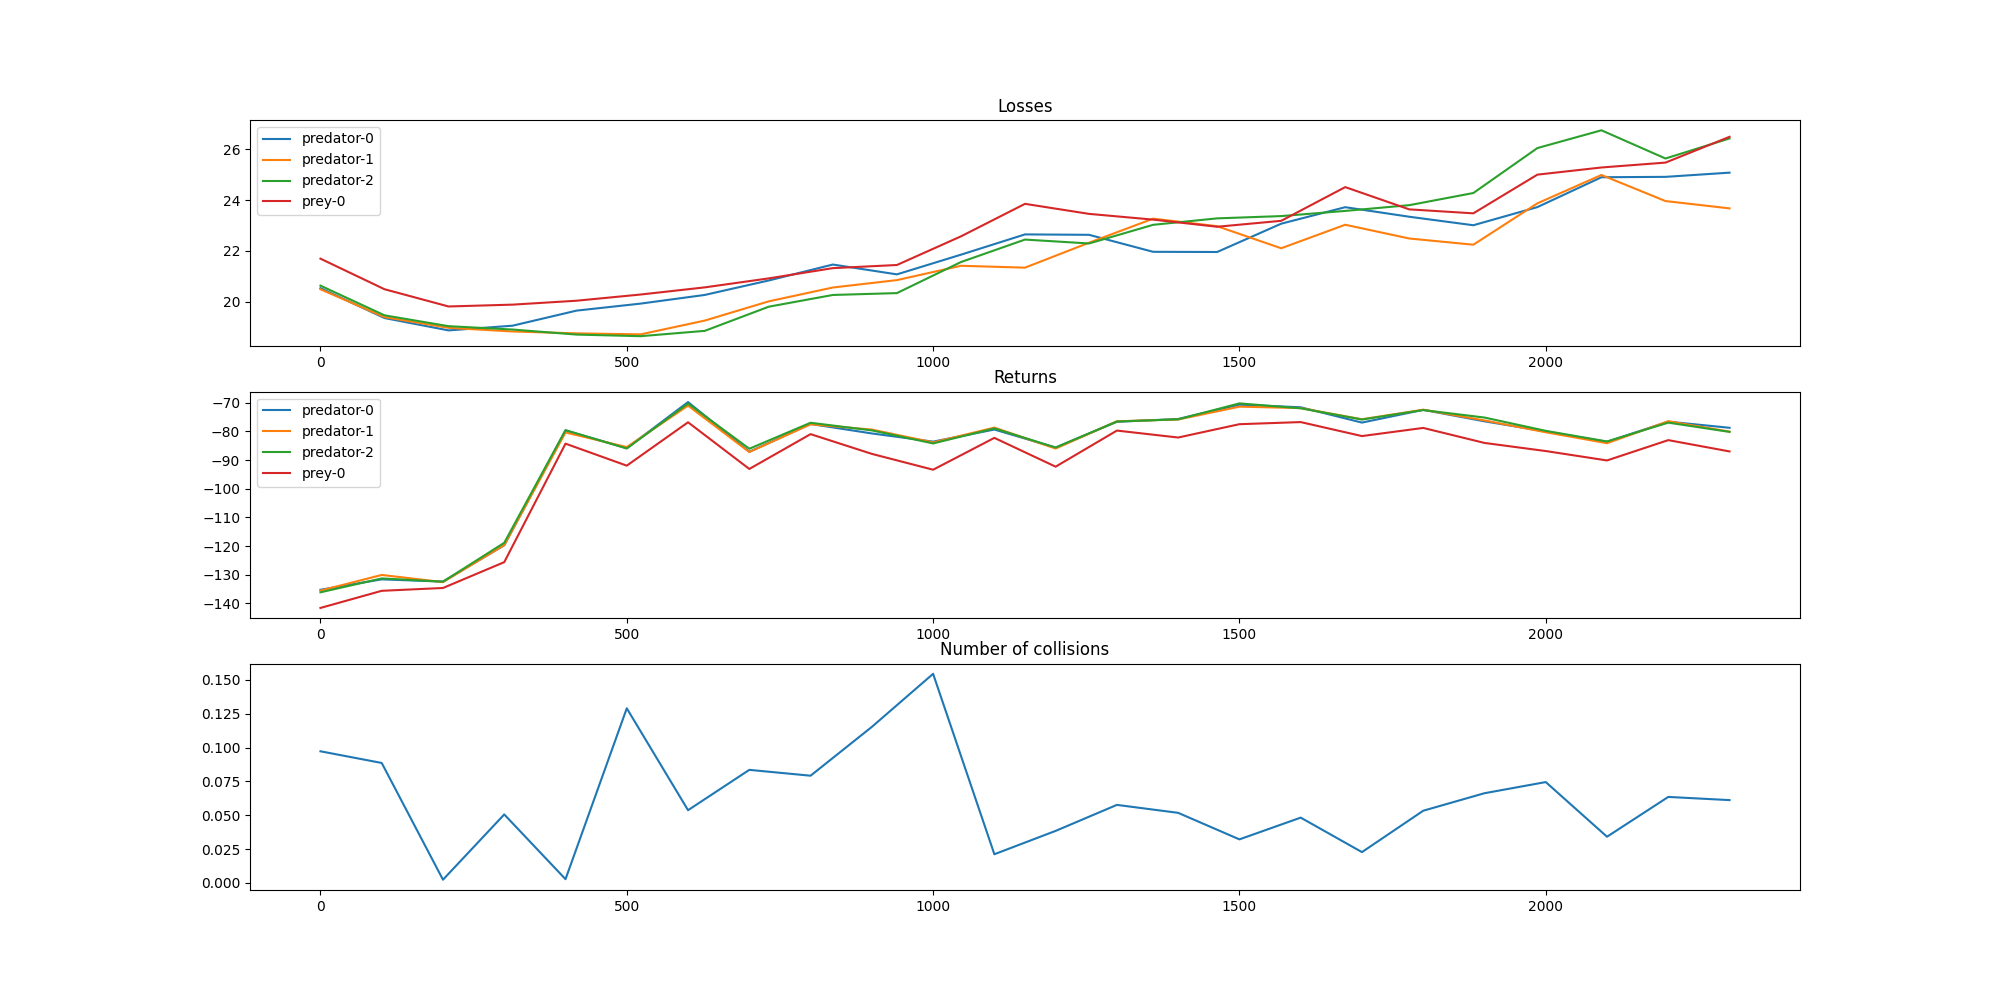 Losses
predator-0
predator-1
predator-2
prey-0
26
24
22
20
0 500 1000 1500 2000
Returns
predator-0
predator-1
predator-2
prey-0
−70
−80
−90
−100
−110
−120
−130
−140
0 500 1000 1500 2000
Number of collisions
0.150
0.125
0.100
0.075
0.050
0.025
0.000
0 500 1000 1500 2000